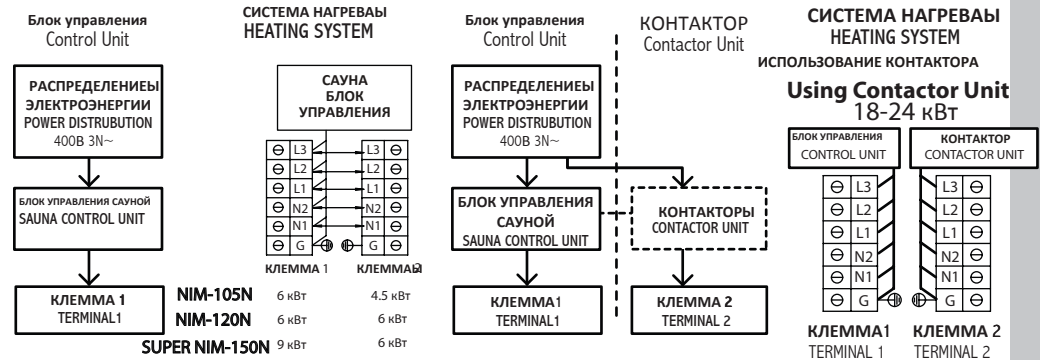 Блок управления
Control Unit
РАСПРЕДЕЛЕНИЕЫ
ЭЛЕКТРОЭНЕРГИИ
POWER DISTRUBUTION
400В 3N~
БЛОК УПРАВЛЕНИЯ САУНОЙ
SAUNA CONTROL UNIT
КЛЕММА 1
TERMINAL1
СИСТЕМА НАГРЕВАЫ
HEATING SYSTEM
САУНА
БЛОК
УПРАВЛЕНИЯ
L3 L3
L2 L2
L1 L1
N2 N2
N1 N1
G G
КЛЕММА 1
NIM-105N 6 кВт 4.5 кВт
NIM-120N 6 кВт 6 кВт
SUPER NIM-150N 9 кВт 6 кВт
Блок управления
Control Unit
РАСПРЕДЕЛЕНИЕЫ
ЭЛЕКТРОЭНЕРГИИ
POWER DISTRUBUTION
400В 3N~
БЛОК УПРАВЛЕНИЯ
САУНОЙ
SAUNA CONTROL UNIT
КЛЕММА1
TERMINAL1
КОНТАКТОР
Contactor Unit
КОНТАКТОРЫ
CONTACTOR UNIT
КЛЕММА 2
TERMINAL 2
СИСТЕМА НАГРЕВАЫ
HEATING SYSTEM
ИСПОЛЬЗОВАНИЕ КОНТАКТОРА
Using Contactor Unit
18-24 кВт
БЛОК УПРАВЛЕНИЯ
CONTROL UNIT
КОНТАКТОР
CONTACTOR UNIT
L3 L3
L2 L2
L1 L1
N2 N2
N1 N1
G G
КЛЕММА1 КЛЕММА 2
TERMINAL 1 TERMINAL 2